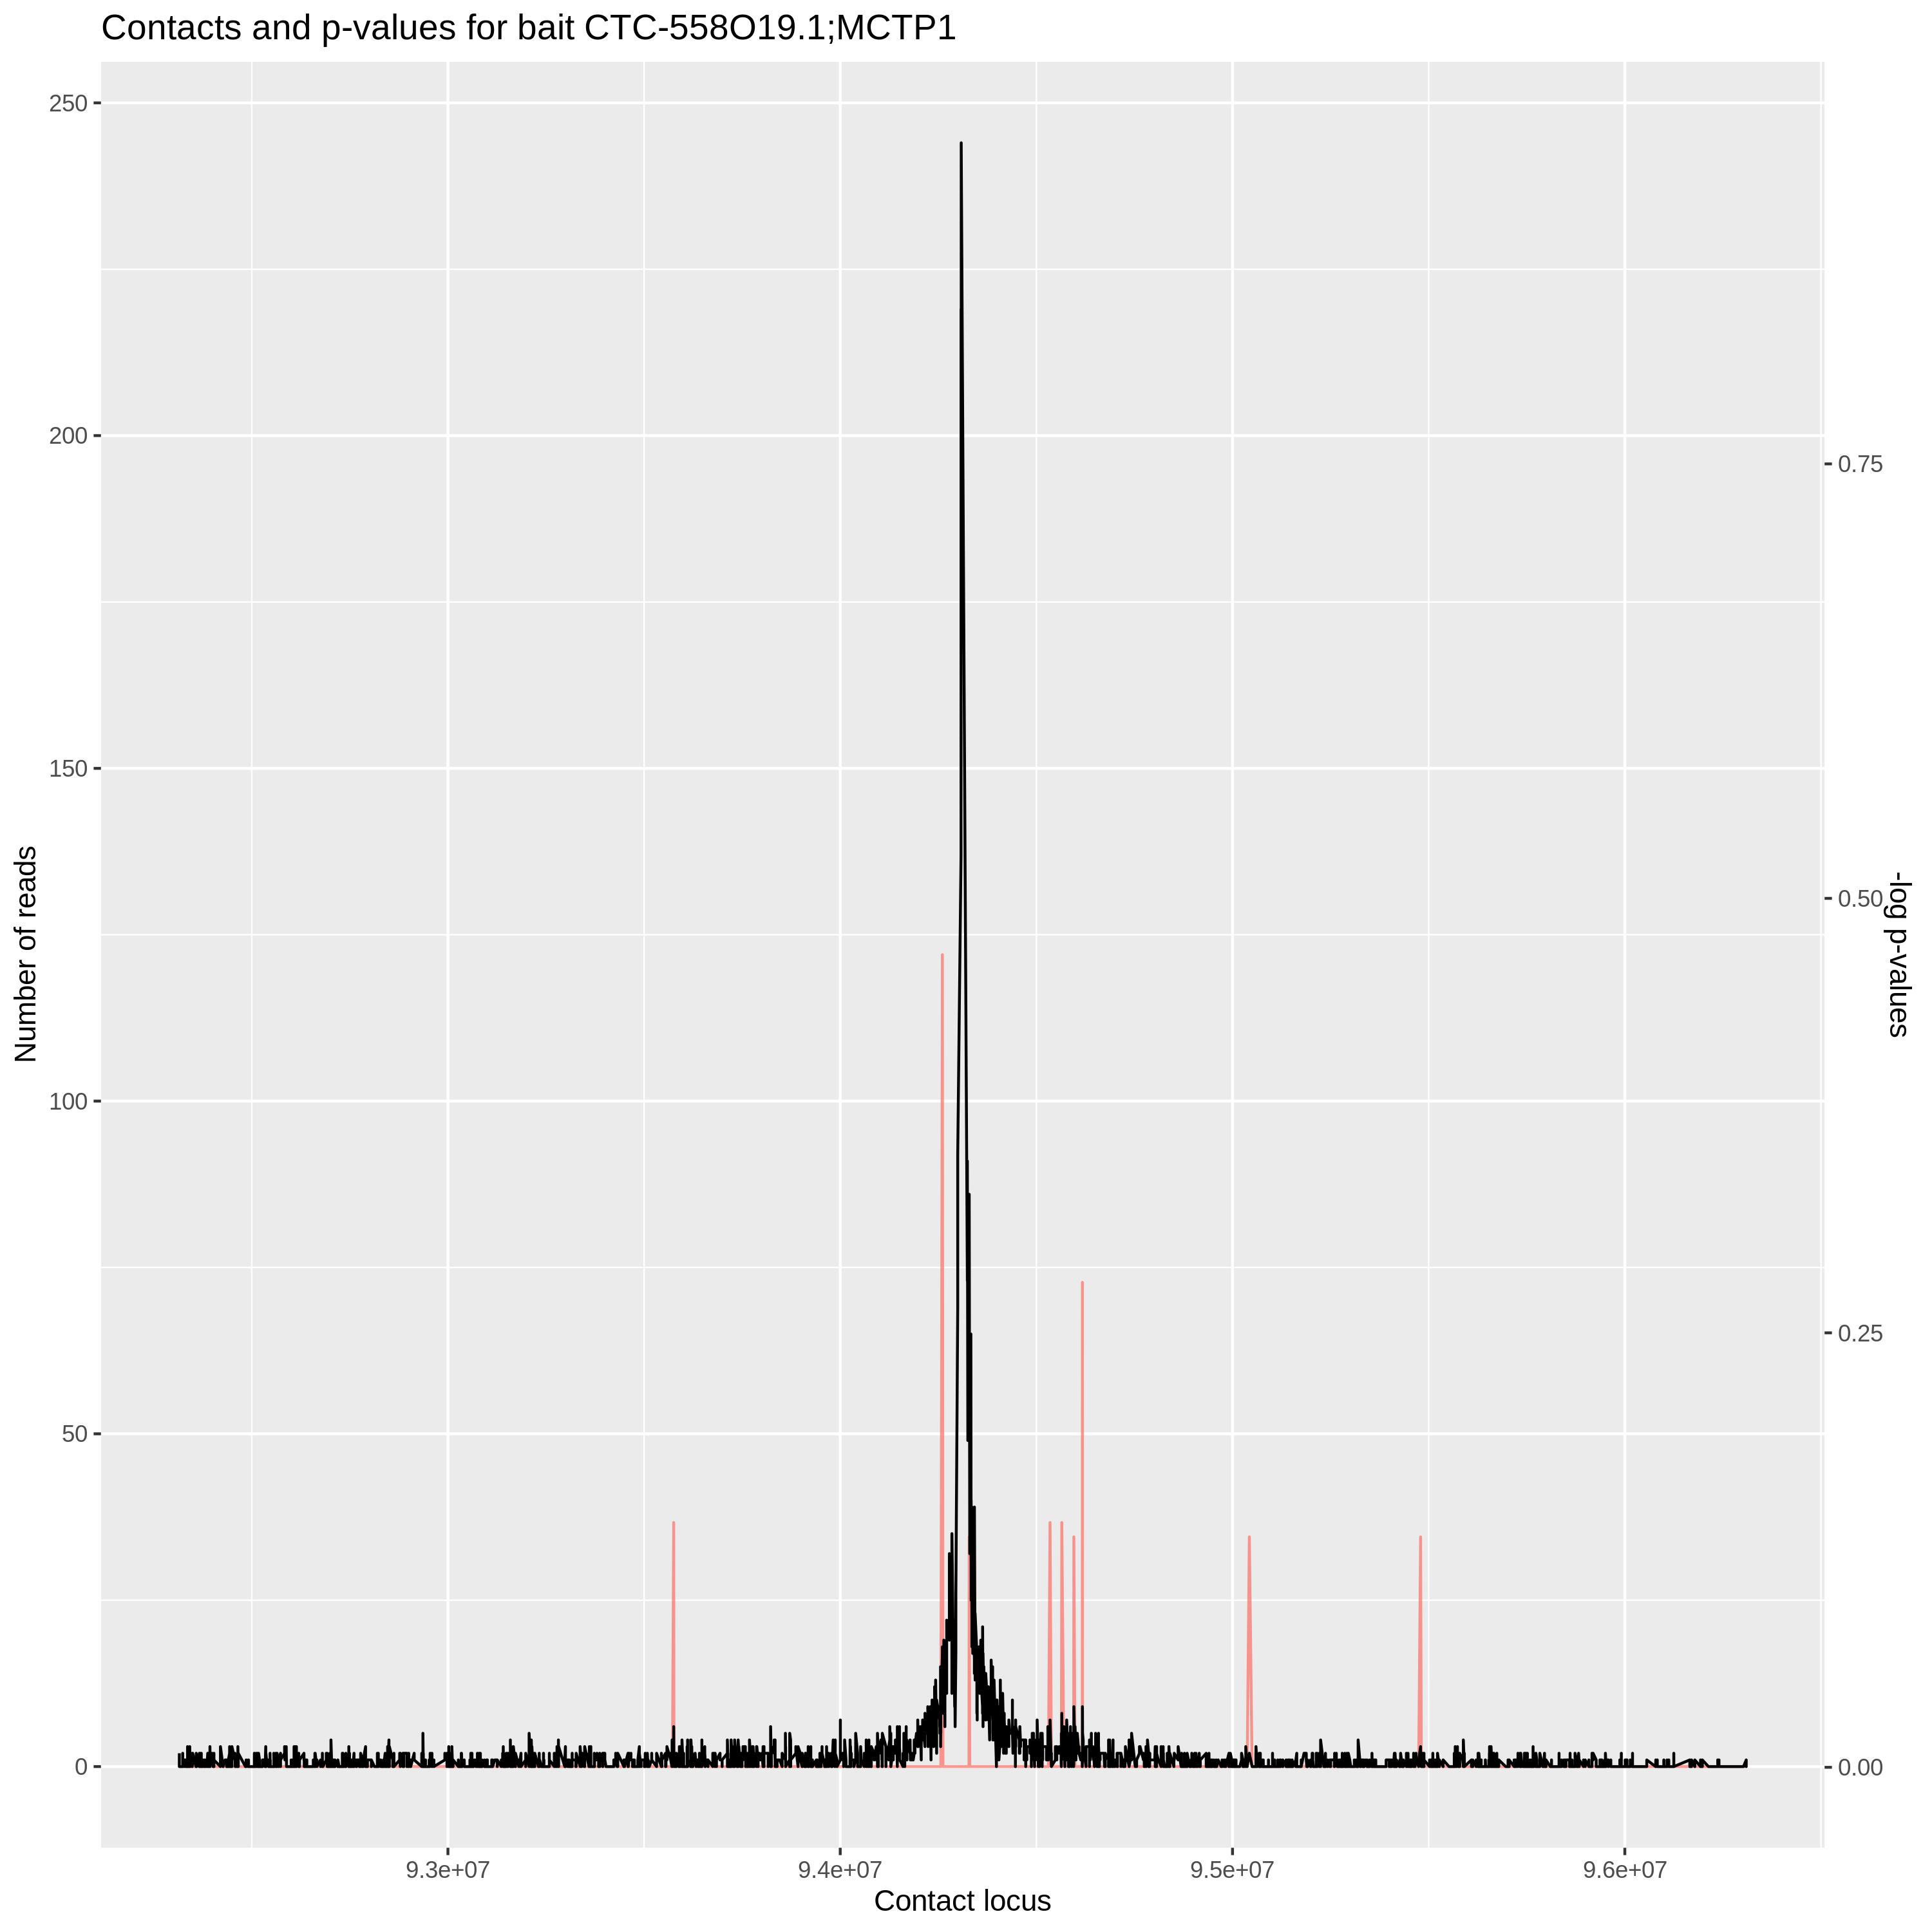 Contacts and p-values for bait CTC-558O19.1;MCTP1
250
200
150
100
50
0
Number of reads
0.75
0.50
0.25
0.00
-log p-values
9.3e+07 9.4e+07 9.5e+07 9.6e+07
Contact locus